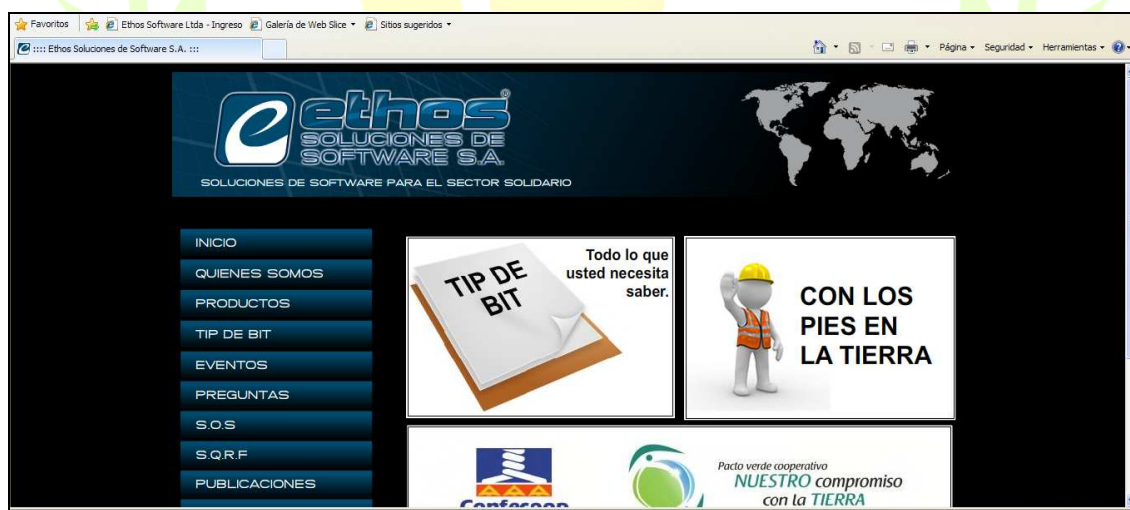 Favoritos Ethos Software Ltda - Ingreso Galería de Web Slice Sitios sugeridos
:::: Ethos Soluciones de Software S.A. :::
Página Seguridad Herramientas
e ethos®
SOLUCIONES DE
SOFTWARE S.A.
SOLUCIONES DE SOFTWARE PARA EL SECTOR SOLIDARIO
INICIO
QUIENES SOMOS
PRODUCTOS
TIP DE BIT
EVENTOS
PREGUNTAS
S.O.S
S.Q.R.F
PUBLICACIONES
TIP DE
BIT
Todo lo que
usted necesita
saber.
CON LOS
PIES EN
LA TIERRA
Confecoop
Pacto verde cooperativo
NUESTRO compromiso
con la TIERRA